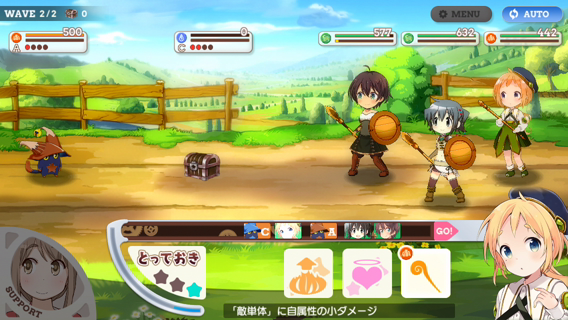 WAVE 2/2 0
MENU
AUTO
500
A
0
C
577
632
442
C
A
GO!
とっておき
SUPPORT
「敵単体」に自属性の小ダメージ